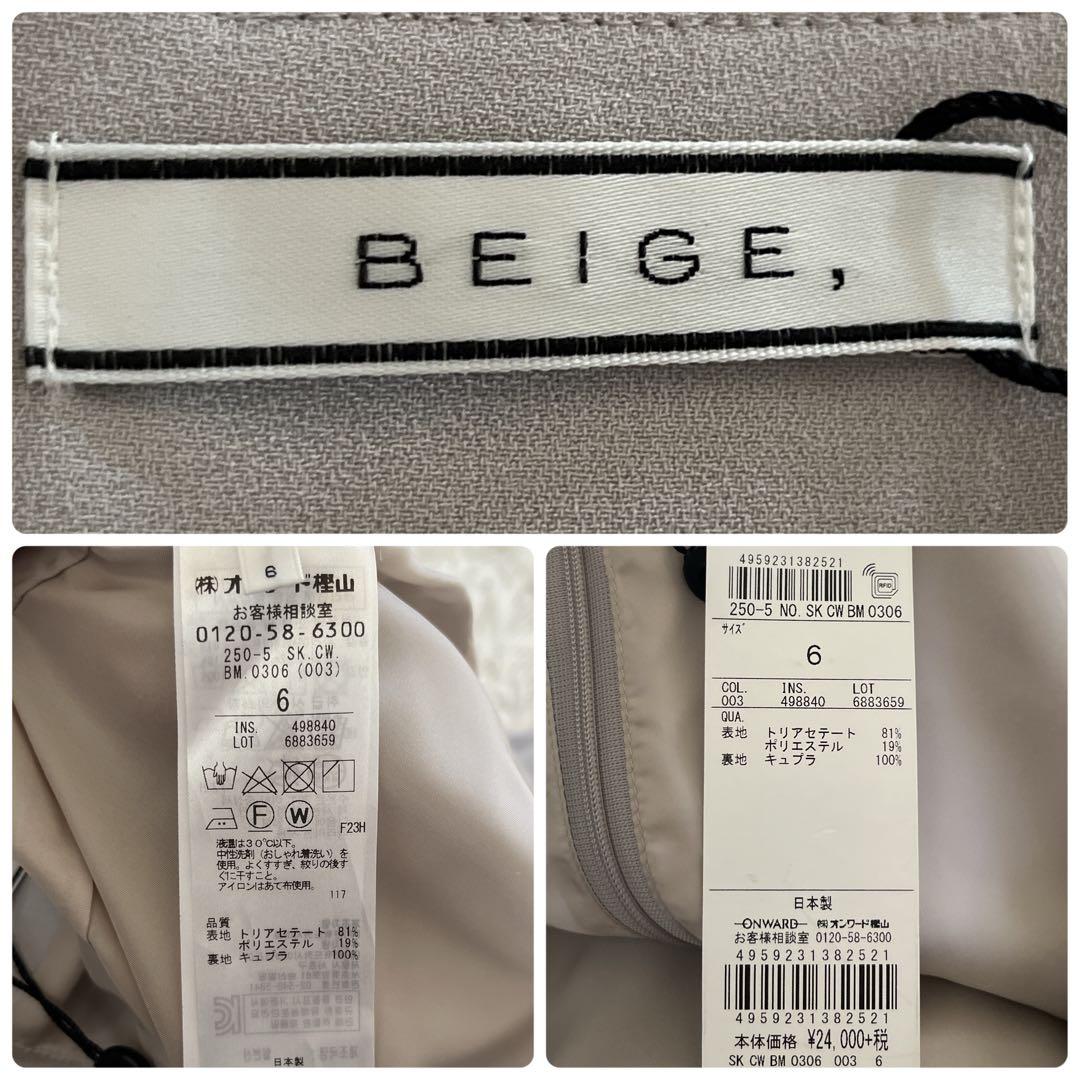 BEIGE,
6
(株)オンワード樫山
お客様相談室
0120-58-6300
250-5 SK.CW.
BM.0306 (003)
6
INS. 498840
LOT 6883659
F W
F23H
液温は30℃以下。
中性洗剤(おしゃれ着洗い)を
使用。よくすすぎ、絞りの後す
ぐに干すこと。
アイロンはあて布使用。
117
品質
表地 トリアセテート 81%
ポリエステル 19%
裏地 キュプラ 100%
日本製
4959231382521
RFID
250-5 NO. SK CW BM 0306
サイズ
6
COL. INS. LOT
003 498840 6883659
QUA.
表地 トリアセテート 81%
ポリエステル 19%
裏地 キュプラ 100%
日本製
ONWARD ㈱オンワード樫山
お客様相談室 0120-58-6300
4959231382521
4959231382521
本体価格 ¥24,000+税
SK CW BM 0306 003 6